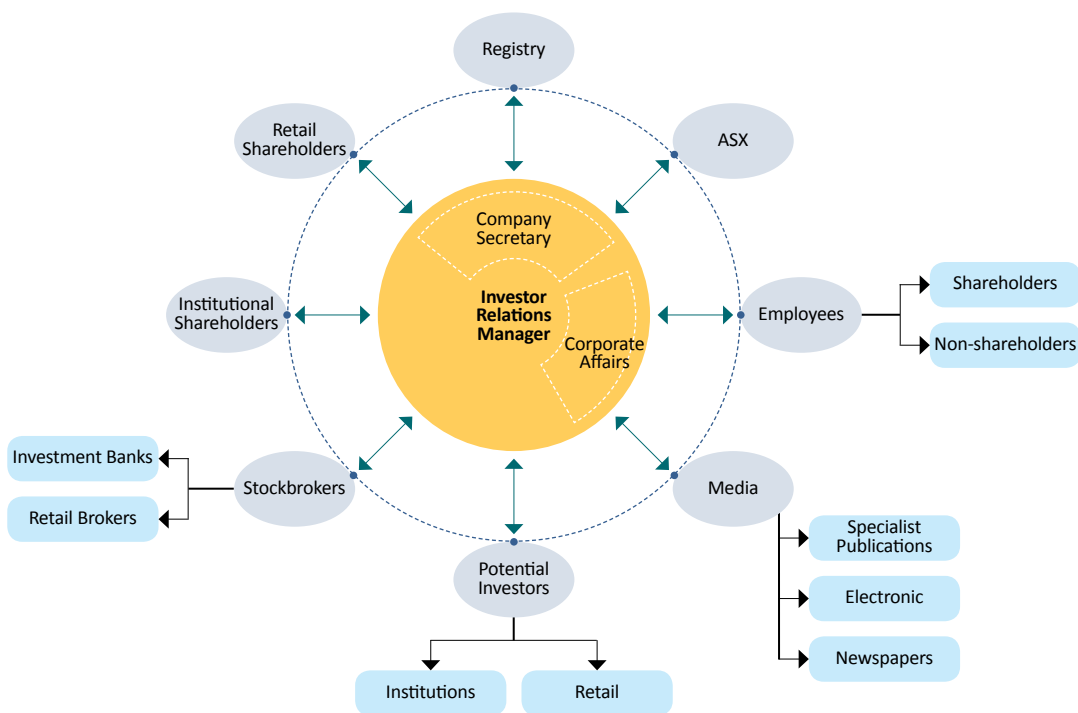 Registry
Retail
Shareholders
ASX
Company
Secretary
Institutional
Shareholders
Investor
Relations
Manager
Corporate
Affairs
Employees
Shareholders
Non-shareholders
Investment Banks
Retail Brokers
Stockbrokers
Media
Specialist
Publications
Electronic
Newspapers
Potential
Investors
Institutions
Retail